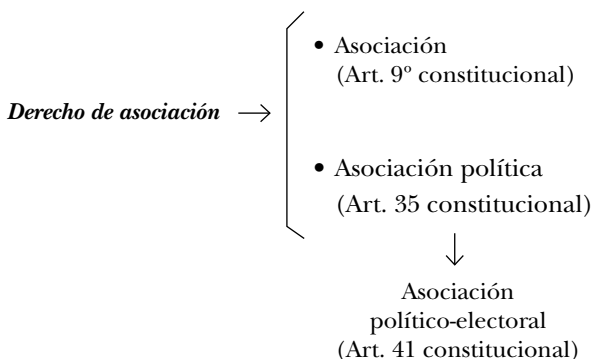 • Asociación
(Art. 9º constitucional)
Derecho de asociación →
• Asociación política
(Art. 35 constitucional)
↓
Asociación
político-electoral
(Art. 41 constitucional)